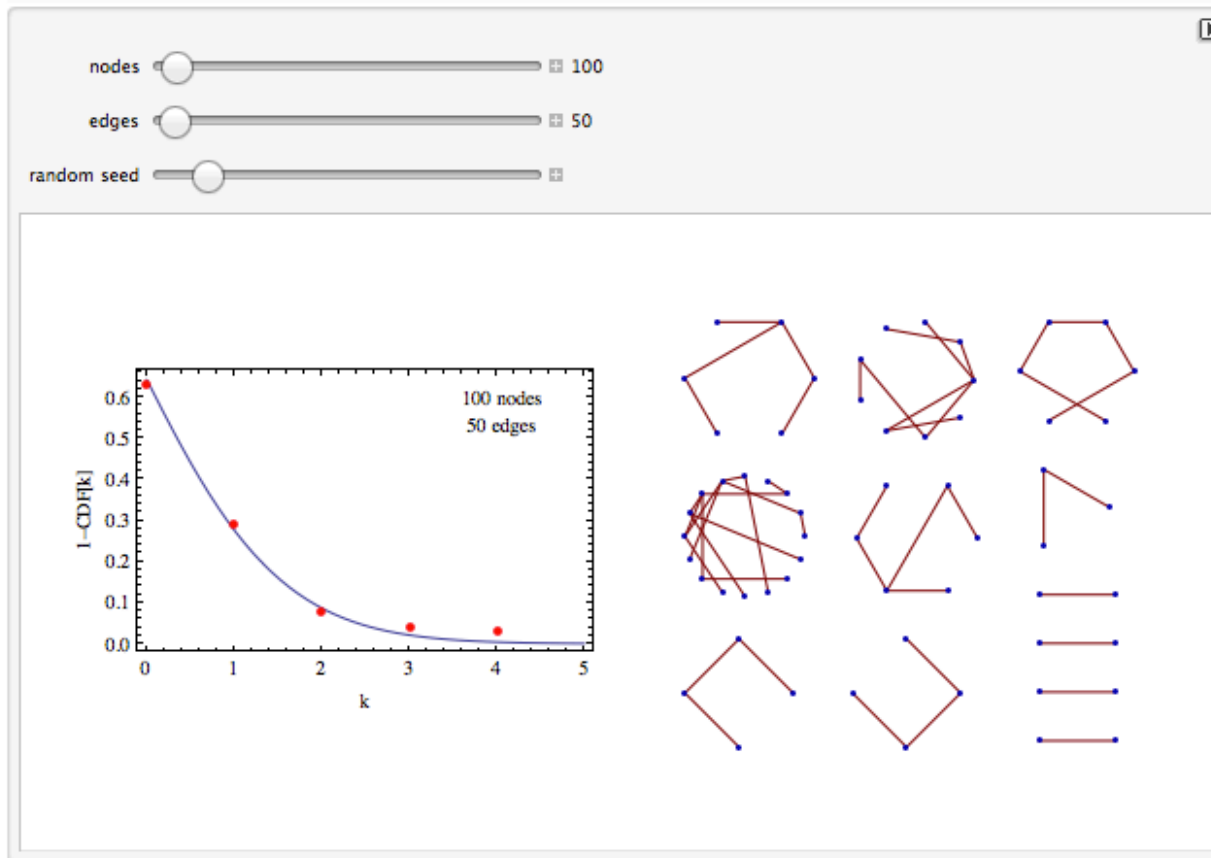 nodes 100
edges 50
random seed
100 nodes
50 edges
1-CDF[k]
0.6
0.5
0.4
0.3
0.2
0.1
0.0
0 1 2 3 4 5
k